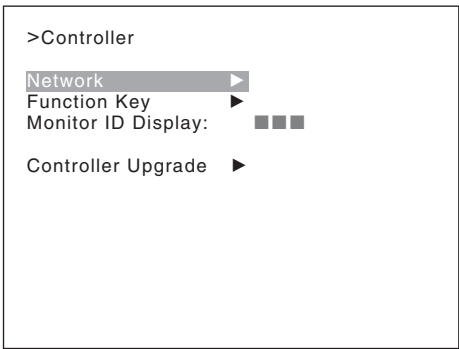 >Controller
Network ▶
Function Key ▶
Monitor ID Display: ■■■
Controller Upgrade ▶